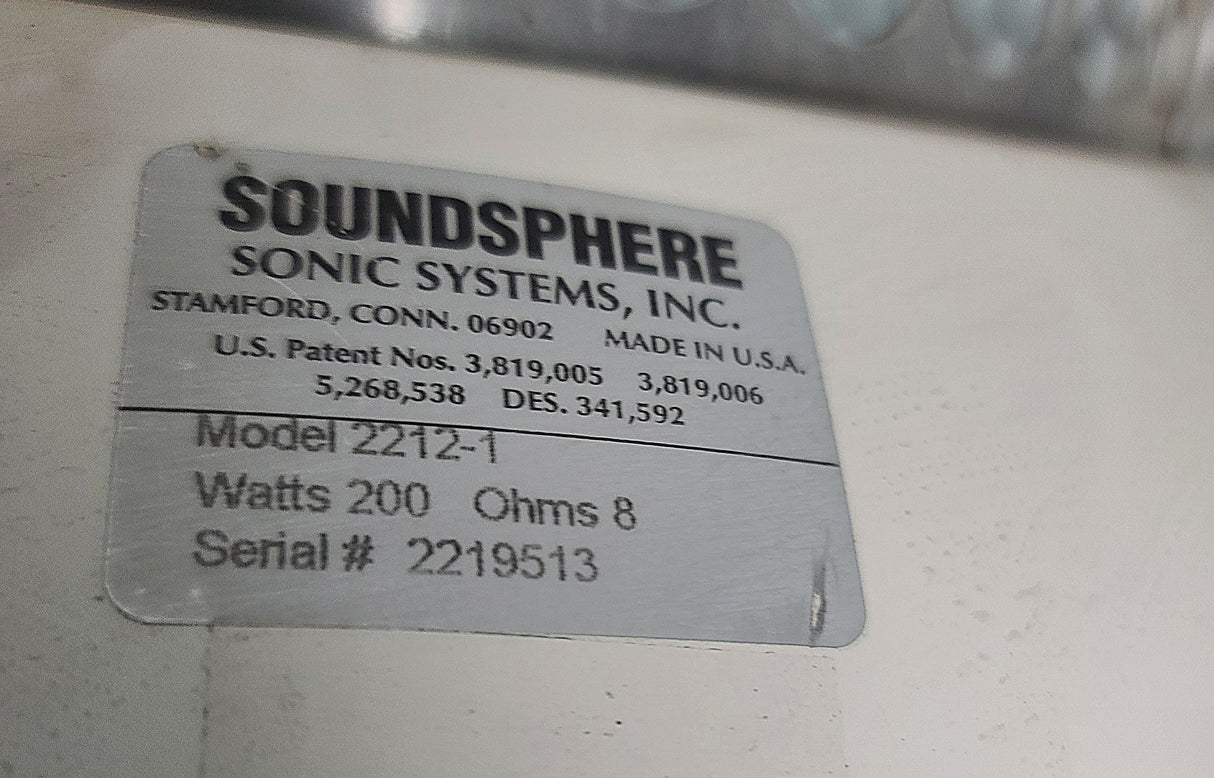 SOUNDSPHERE
SONIC SYSTEMS, INC.
STAMFORD, CONN. 06902 MADE IN U.S.A.
U.S. Patent Nos. 3,819,005 3,819,006
5,268,538 DES. 341,592
Model 2212-1
Watts 200 Ohms 8
Serial # 2219513